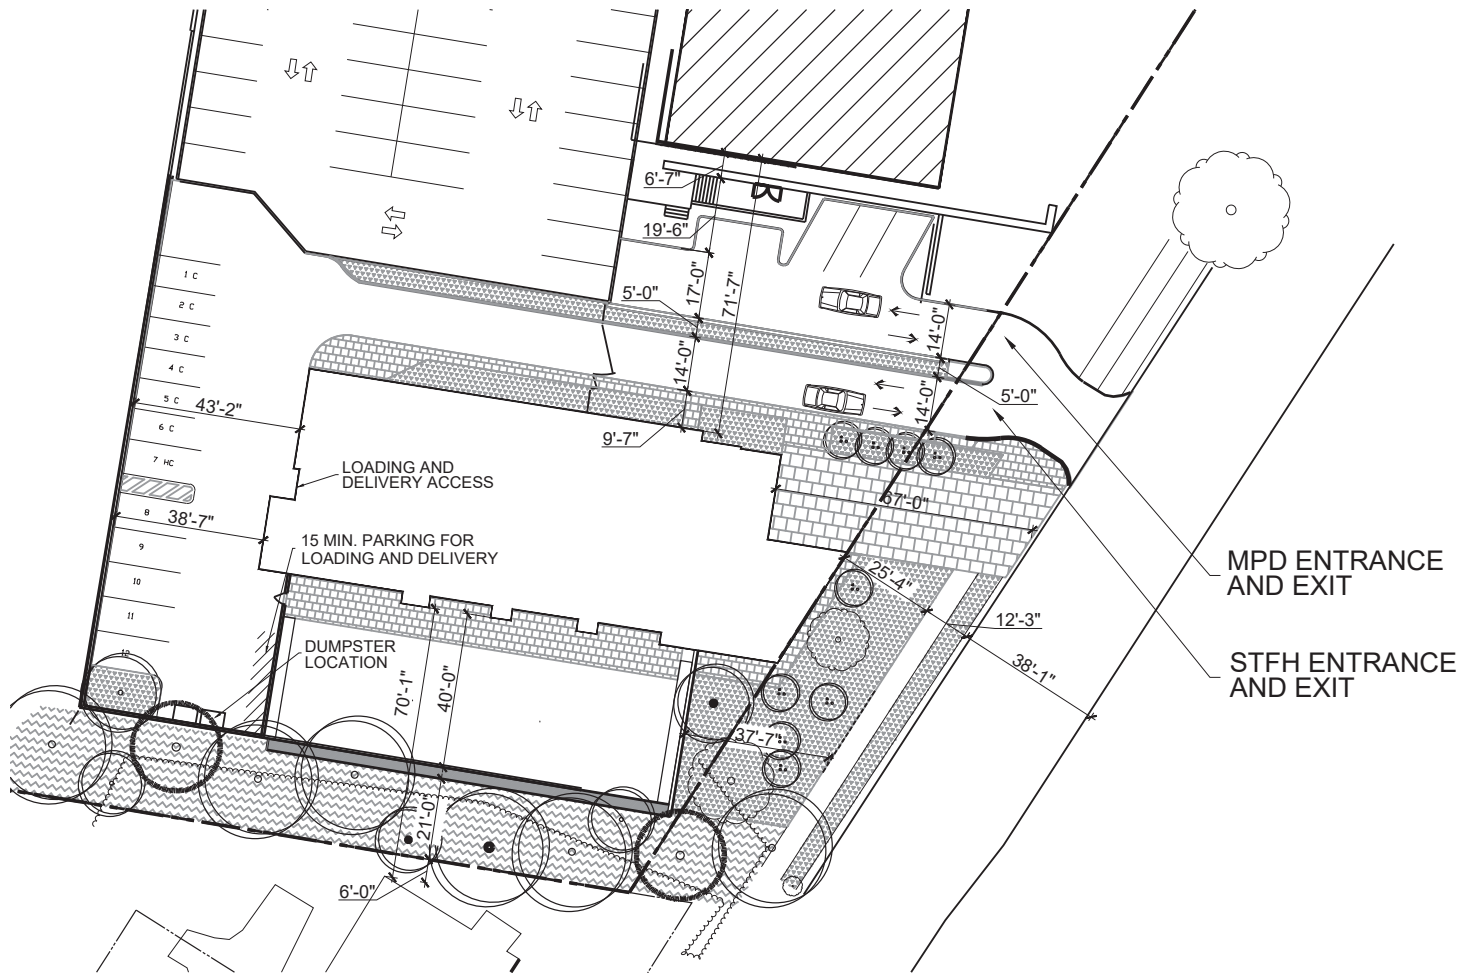 6'-7"
19'-6"
17'-0"
71'-7"
5'-0"
14'-0"
14'-0"
14'-0"
5'-0"
9'-7"
1 C
2 C
3 C
4 C
5 C
6 C
7 HC
8
9
10
11
12
43'-2"
38'-7"
LOADING AND
DELIVERY ACCESS
15 MIN. PARKING FOR
LOADING AND DELIVERY
DUMPSTER
LOCATION
67'-0"
25'-4"
12'-3"
38'-1"
37'-7"
70'-1"
40'-0"
21'-0"
6'-0"
MPD ENTRANCE
AND EXIT
STFH ENTRANCE
AND EXIT